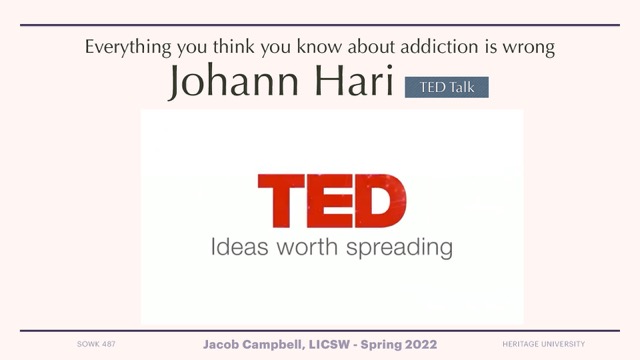 Everything you think you know about addiction is wrong
Johann Hari TED Talk
TED
Ideas worth spreading
SOWK 487 Jacob Campbell, LICSW - Spring 2022 HERITAGE UNIVERSITY